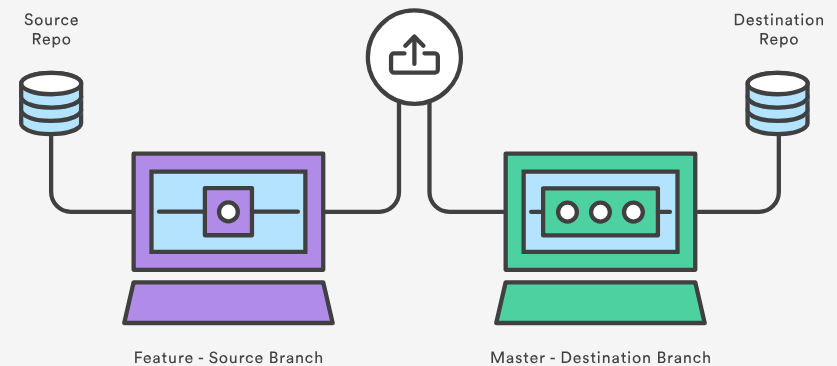 Source
Repo
Destination
Repo
Feature - Source Branch
Master - Destination Branch